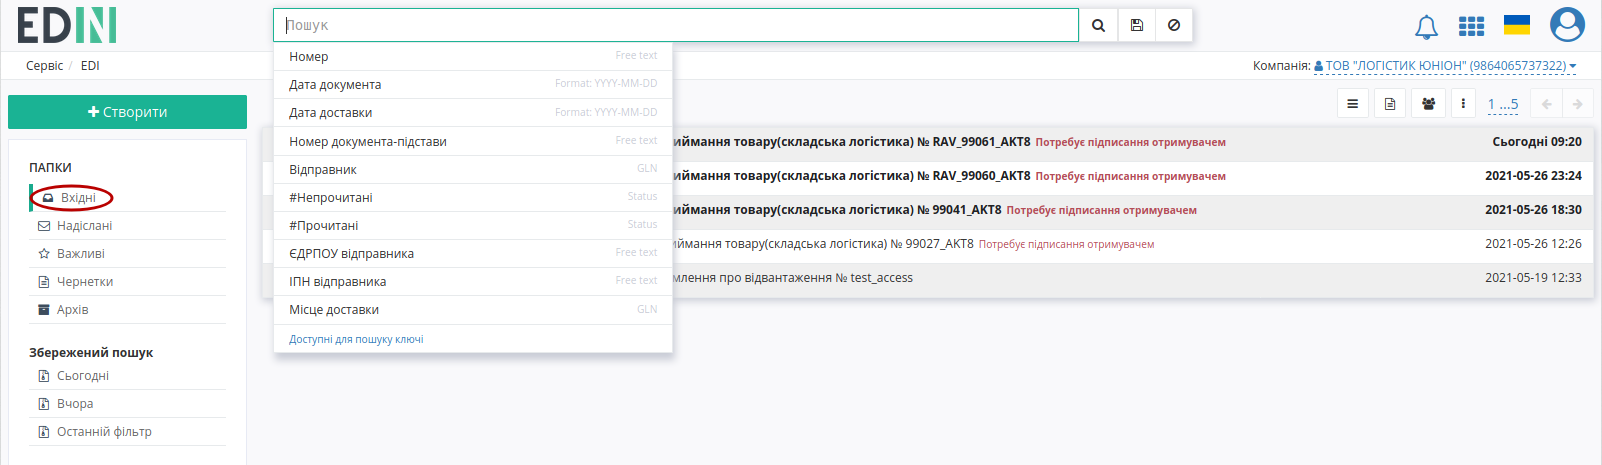 EDIN
Пошук
Сервіс / EDI
Компанія: ТОВ "ЛОГІСТИК ЮНІОН" (9864065737322)
Створити
ПАПКИ
Вхідні
Надіслані
Важливі
Чернетки
Архів
Збережений пошук
Сьогодні
Вчора
Останній фільтр
Номер Free text
Дата документа Format: YYYY-MM-DD
Дата доставки Format: YYYY-MM-DD
Номер документа-підстави Free text
Відправник GLN
#Непрочитані Status
#Прочитані Status
ЄДРПОУ відправника Free text
ІПН відправника Free text
Місце доставки GLN
Доступні для пошуку ключі
1 ...5
иймання товару(складська логістика) № RAV_99061_AKT8 Потребує підписання отримувачем Сьогодні 09:20
иймання товару(складська логістика) № RAV_99060_AKT8 Потребує підписання отримувачем 2021-05-26 23:24
иймання товару(складська логістика) № 99041_AKT8 Потребує підписання отримувачем 2021-05-26 18:30
иймання товару(складська логістика) № 99027_AKT8 Потребує підписання отримувачем 2021-05-26 12:26
млення про відвантаження № test_access 2021-05-19 12:33